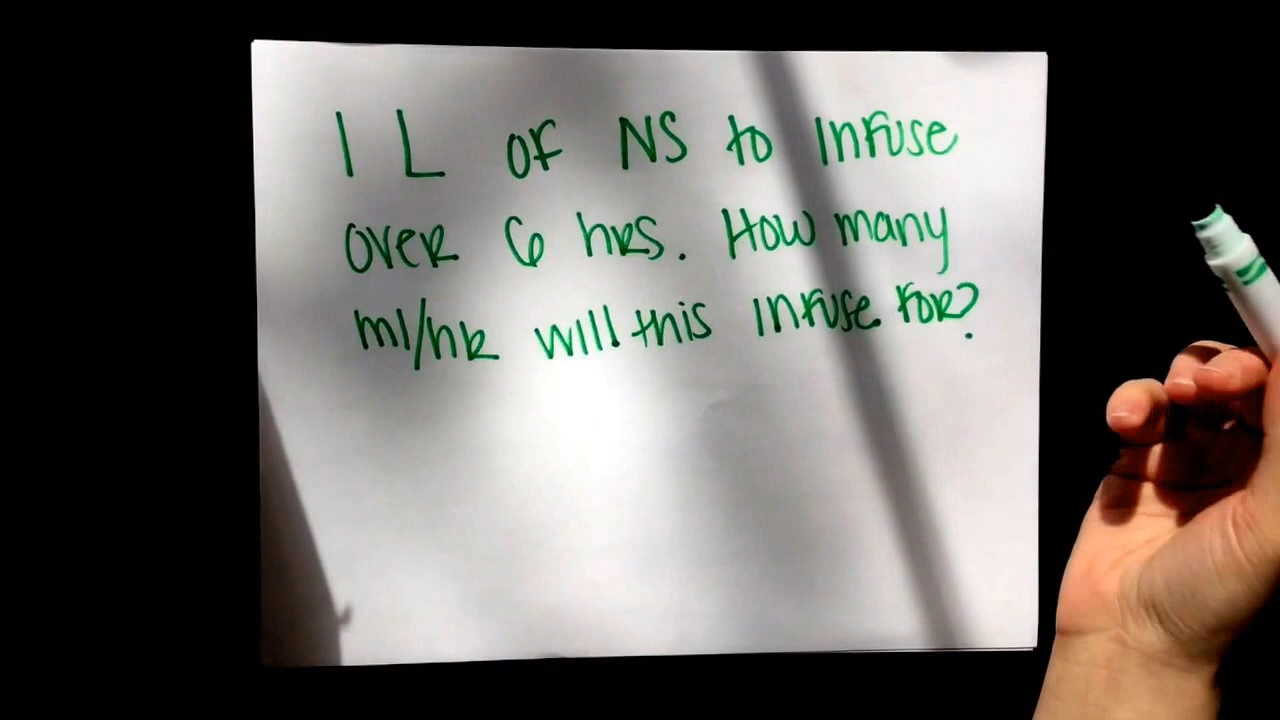 1 L of NS to infuse
over 6 hrs. How many
ml/hr will this infuse for?